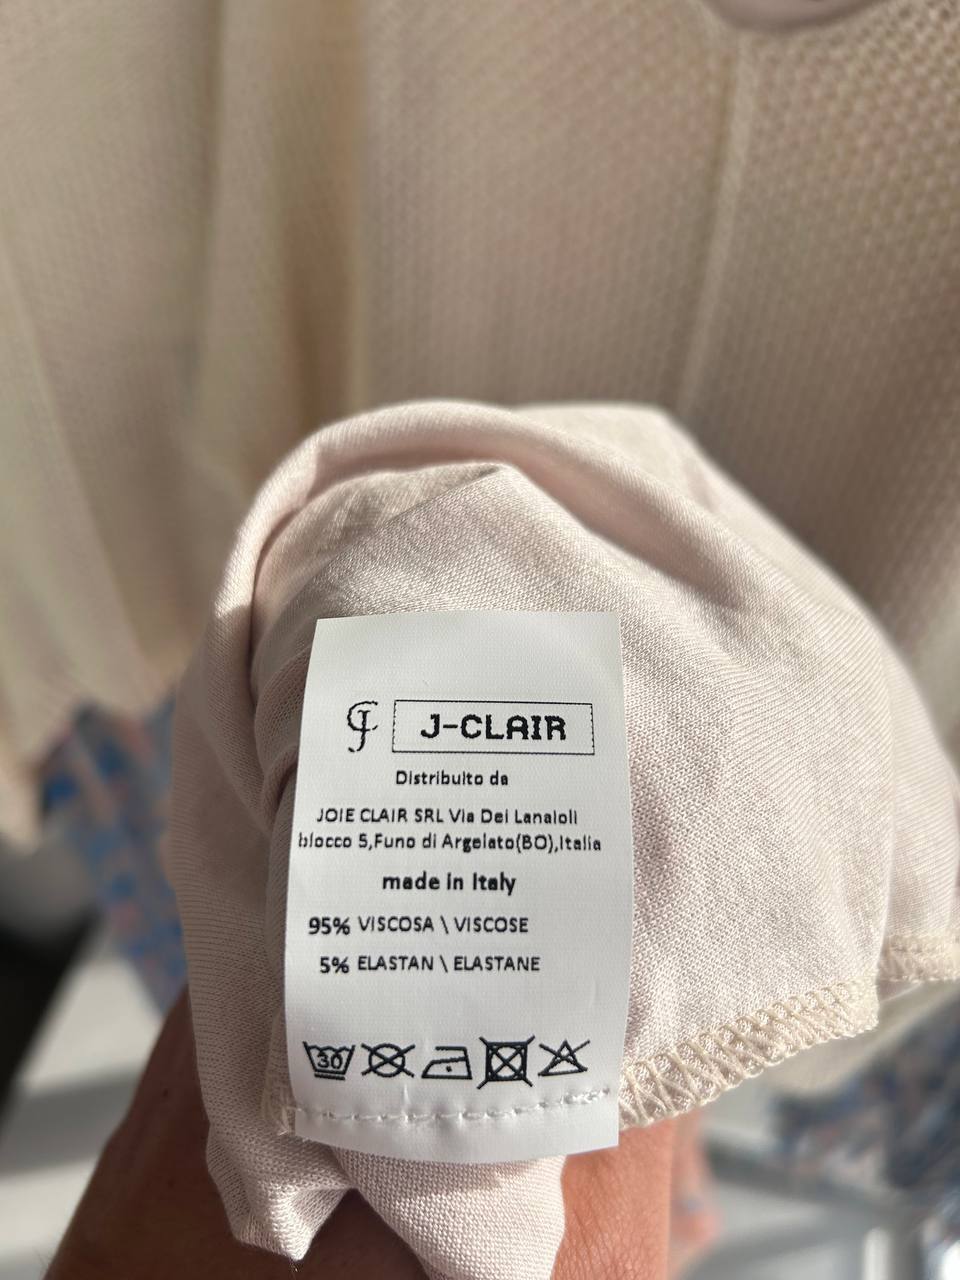 J-CLAIR
Distribuito da
JOIE CLAIR SRL Via Dei Lanaioli
blocco 5,Funo di Argelato(BO),Italia
made in Italy
95% VISCOSA \ VISCOSE
5% ELASTAN \ ELASTANE
30